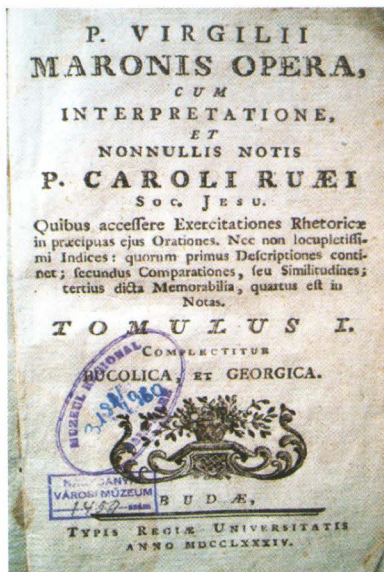 P. VIRGILII
MARONIS OPERA,
CUM
INTERPRETATIONE,
ET
NONNULLIS NOTIS
P. CAROLI RUÆI
SOC. JESU.
Quibus accessere Exercitationes Rhetoricæ
in præcipuas ejus Orationes. Nec non locupletissi-
mi Indices: quorum primus Descriptiones conti-
net; secundus Comparationes, seu Similitudines;
tertius dicta Memorabilia, quartus est in
Notas.
TOMULUS I.
COMPLECTITUR
BUCOLICA, ET GEORGICA.
MUZEUL
VÁROSI MÚZEUM
szám
BUDÆ,
TYPIS REGIÆ UNIVERSITATIS
ANNO MDCCLXXXIV.